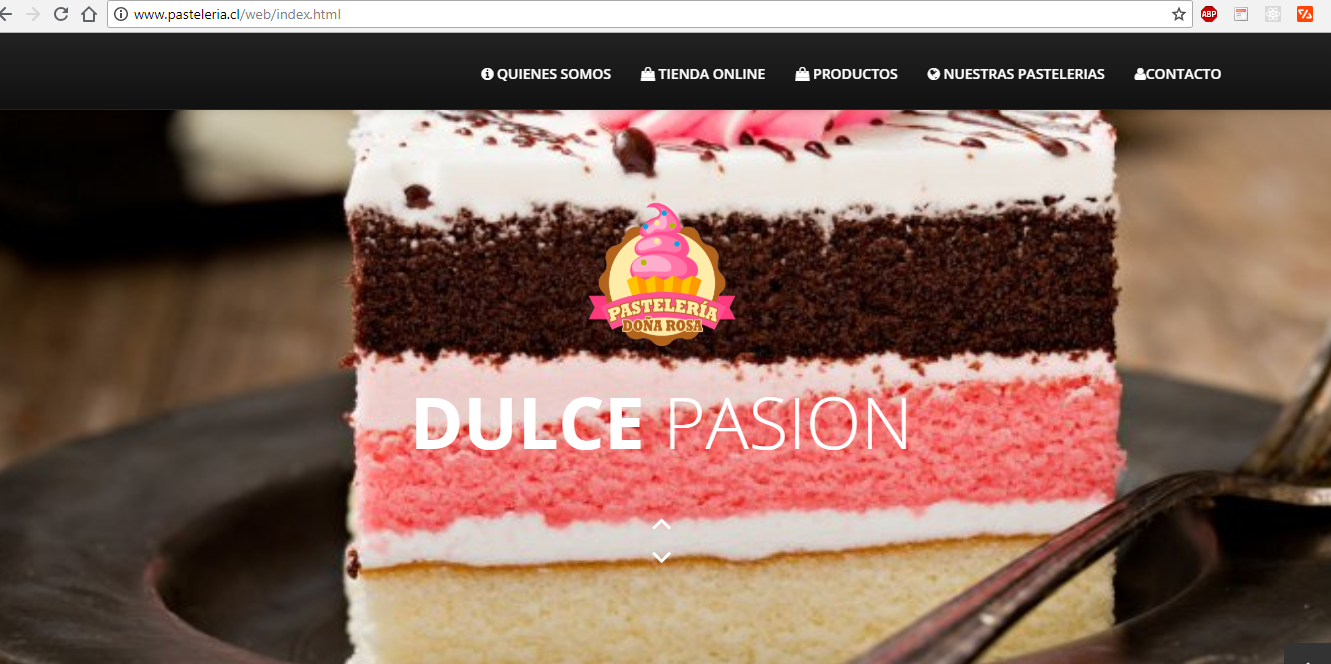 www.pasteleria.cl/web/index.html
ABP
QUIENES SOMOS TIENDA ONLINE PRODUCTOS NUESTRAS PASTELERIAS CONTACTO
PASTELERÍA
DOÑA ROSA
DULCE PASION